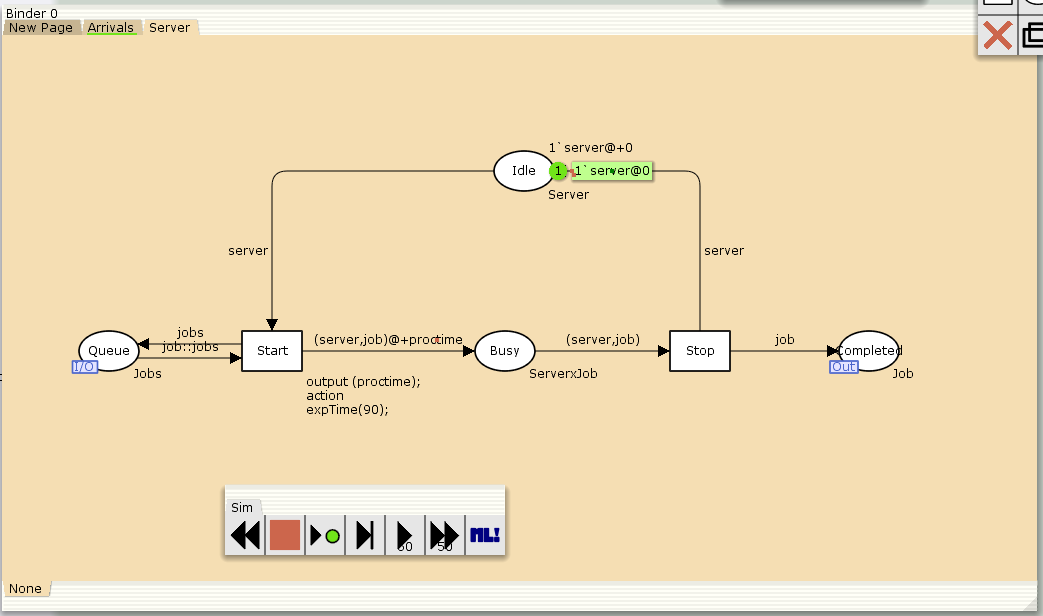 Binder 0
New Page Arrivals Server
1`server@+0
Idle 1 1`server@0
Server
server server
jobs
(server,job)@+proctime (server,job) job
job::jobs
Queue Start Busy Stop Completed
I/O Out
Jobs ServerxJob Job
output (proctime);
action
expTime(90);
Sim
ML!
50
None